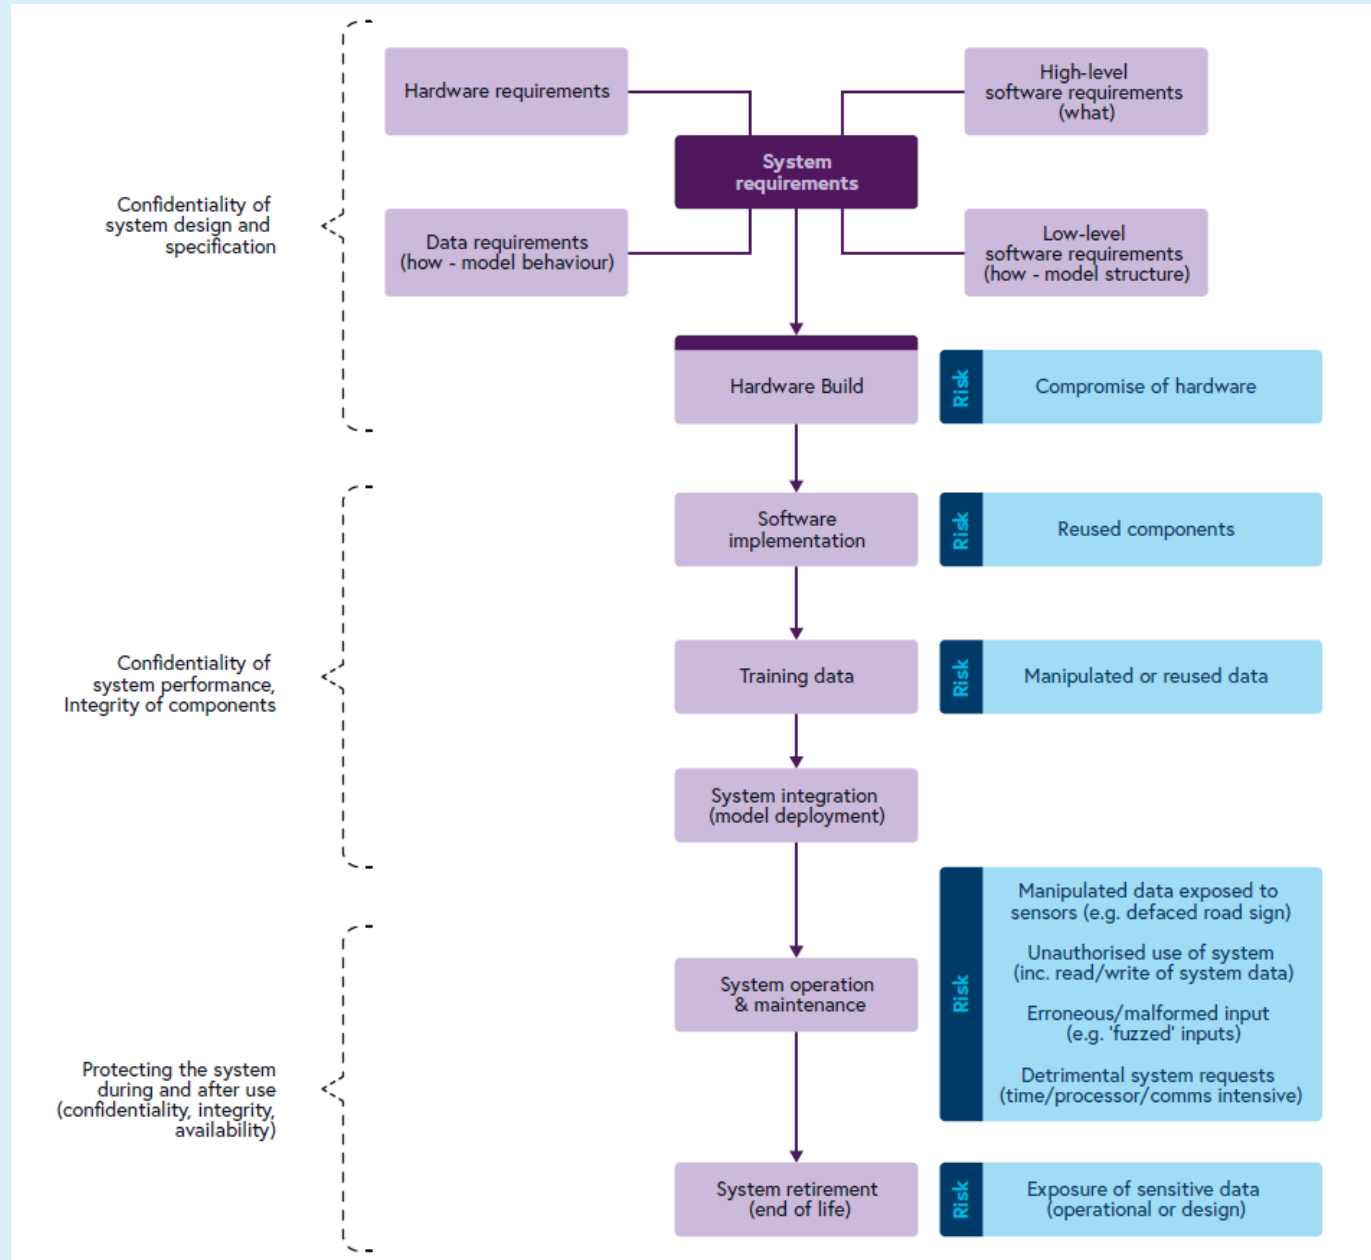 Hardware requirements
High-level
software requirements
(what)
System
requirements
Confidentiality of
system design and
specification
Data requirements
(how - model behaviour)
Low-level
software requirements
(how - model structure)
Hardware Build
Risk
Compromise of hardware
Software
implementation
Risk
Reused components
Confidentiality of
system performance,
Integrity of components
Training data
Risk
Manipulated or reused data
System integration
(model deployment)
Protecting the system
during and after use
(confidentiality, integrity,
availability)
System operation
& maintenance
Risk
Manipulated data exposed to
sensors (e.g. defaced road sign)
Unauthorised use of system
(inc. read/write of system data)
Erroneous/malformed input
(e.g. 'fuzzed' inputs)
Detrimental system requests
(time/processor/comms intensive)
System retirement
(end of life)
Risk
Exposure of sensitive data
(operational or design)